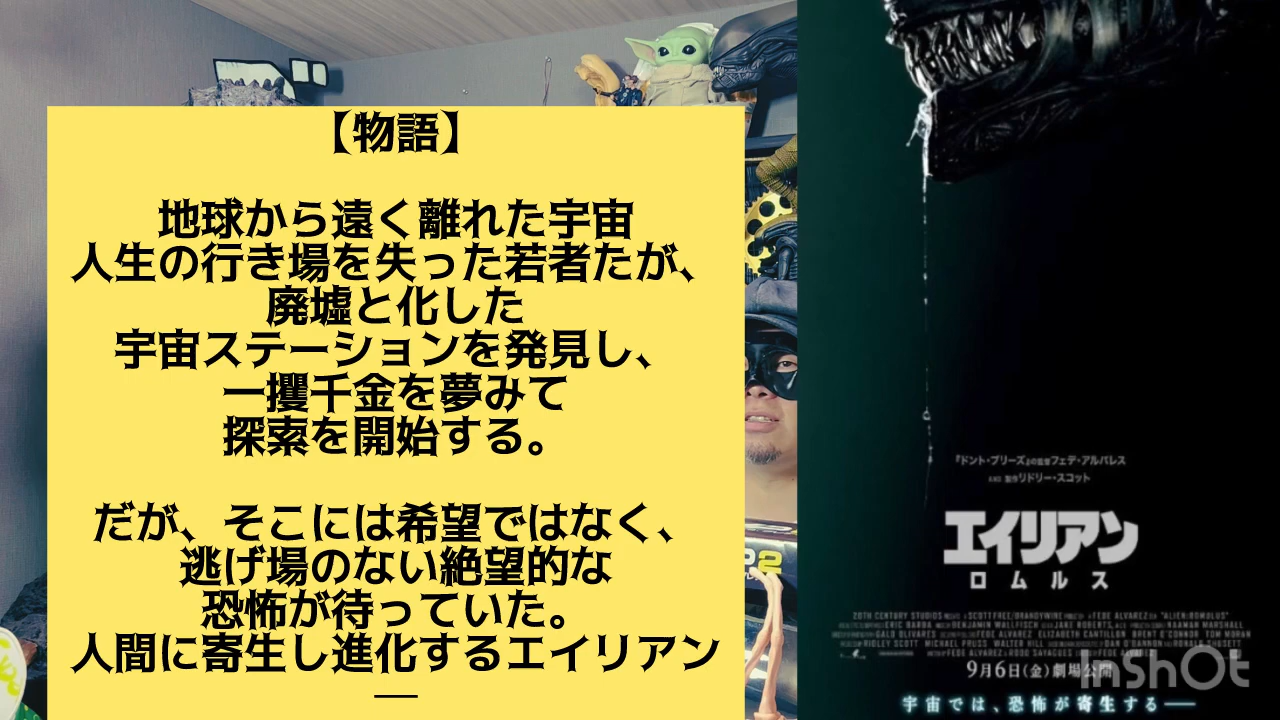 【物語】
地球から遠く離れた宇宙
人生の行き場を失った若者たが、
廃墟と化した
宇宙ステーションを発見し、
一攫千金を夢みて
探索を開始する。
だが、そこには希望ではなく、
逃げ場のない絶望的な
恐怖が待っていた。
人間に寄生し進化するエイリアン
―
『ドント・ブリーズ』の監督フェデ・アルバレス
製作リドリー・スコット
エイリアン
ロムルス
20TH CENTURY STUDIOS
9月6日(金)劇場公開
InShOt
宇宙では、恐怖が寄生する──
2